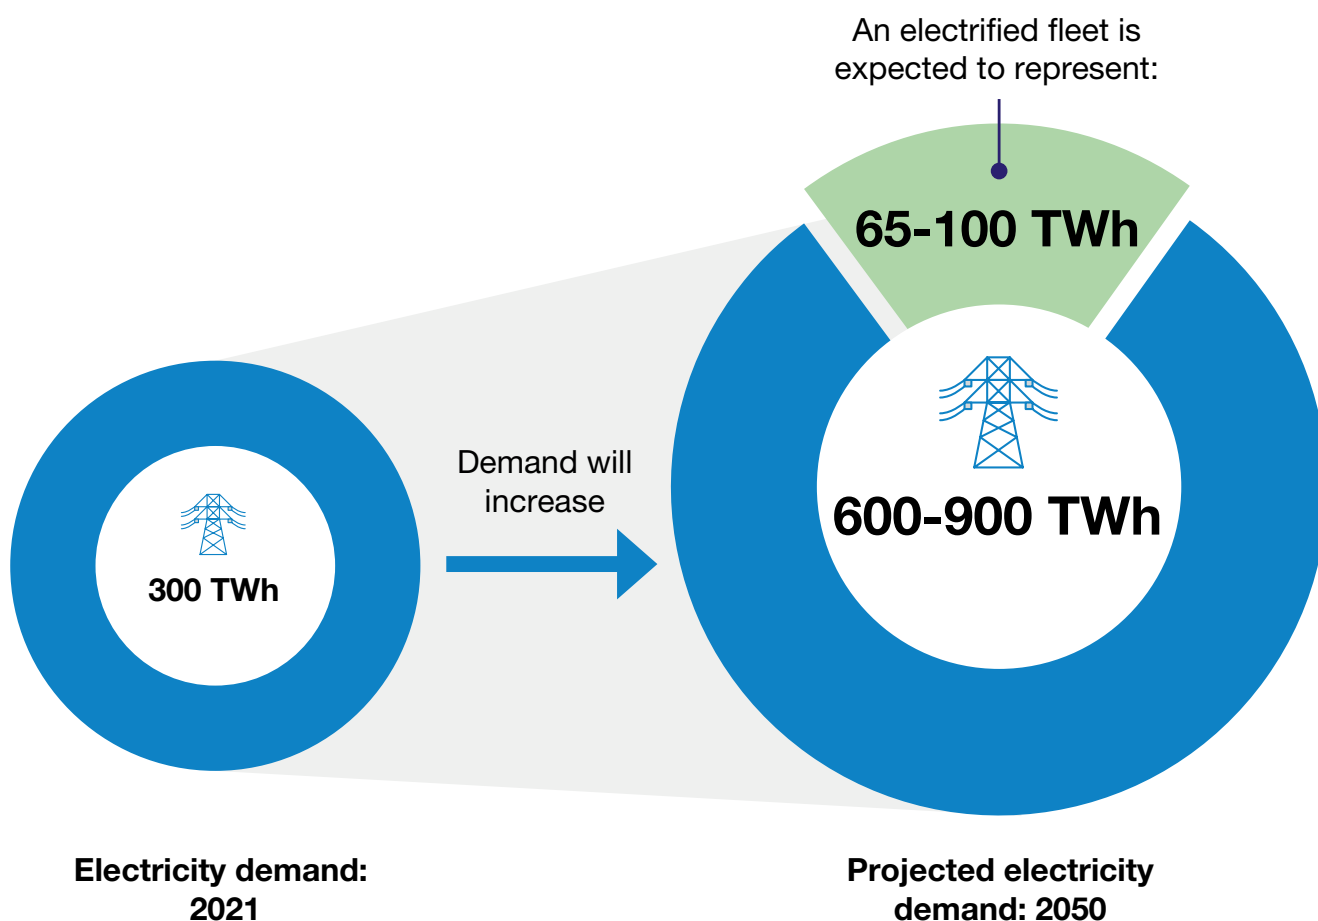 An electrified fleet is
expected to represent:
65-100 TWh
Demand will
increase
600-900 TWh
300 TWh
Electricity demand:
2021
Projected electricity
demand: 2050